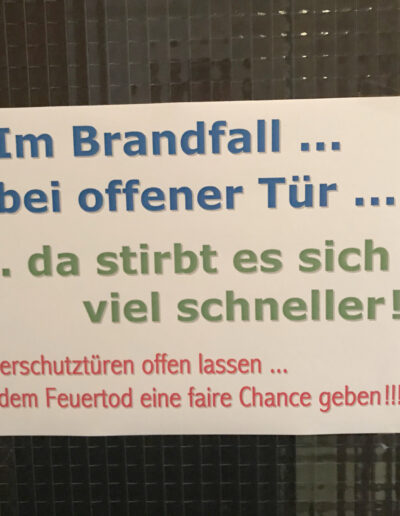 Im Brandfall ...
bei offener Tür ...
. da stirbt es sich
viel schneller!
erschutztüren offen lassen ...
dem Feuertod eine faire Chance geben!!!